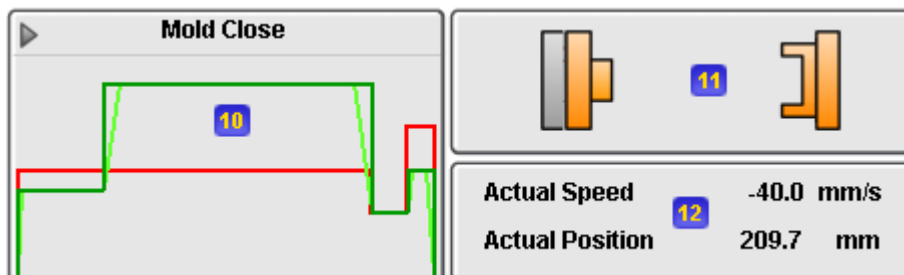 Mold Close
10
11
Actual Speed -40.0 mm/s
12
Actual Position 209.7 mm